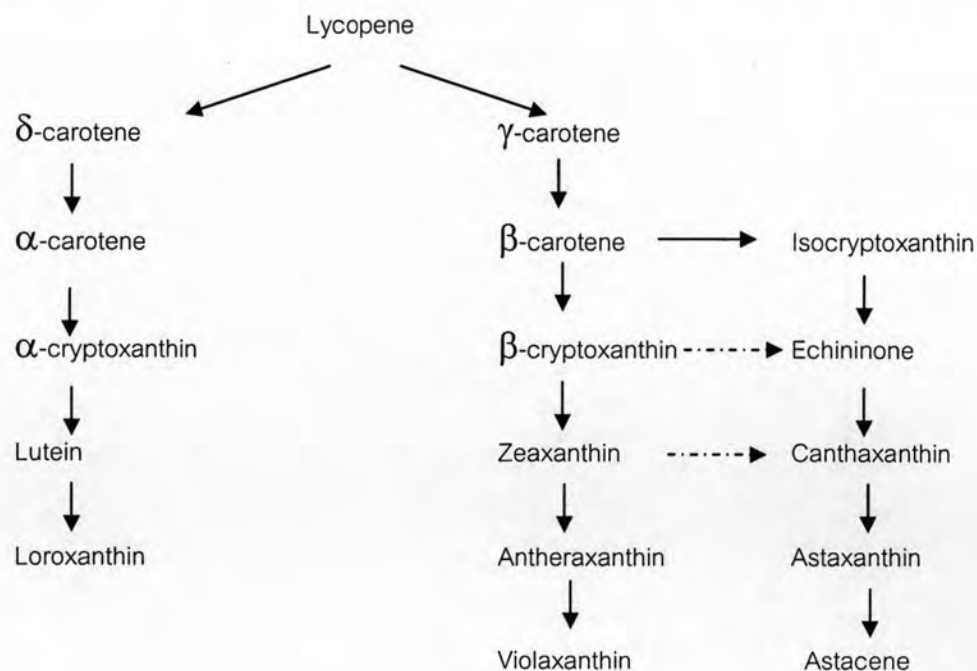 Lycopene
δ-carotene γ-carotene
α-carotene β-carotene Isocryptoxanthin
α-cryptoxanthin β-cryptoxanthin Echininone
Lutein Zeaxanthin Canthaxanthin
Loroxanthin Antheraxanthin Astaxanthin
Violaxanthin Astacene